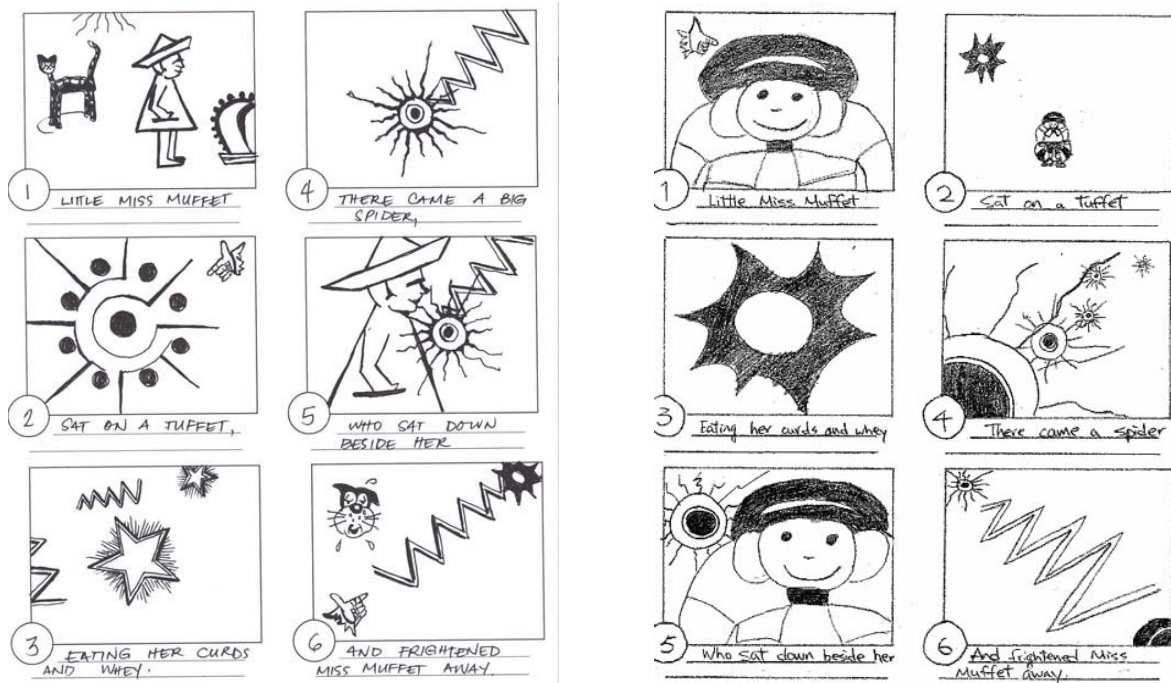 1
LITTLE MISS MUFFET
2
SAT ON A TUFFET,
3
EATING HER CURDS
AND WHEY.
4
THERE CAME A BIG
SPIDER,
5
WHO SAT DOWN
BESIDE HER
6
AND FRIGHTENED
MISS MUFFET AWAY.
1
Little Miss Muffet
2
Sat on a Tuffet
3
Eating her curds and whey
4
There came a spider
5
Who sat down beside her
6
And frightened Miss
Muffet away.